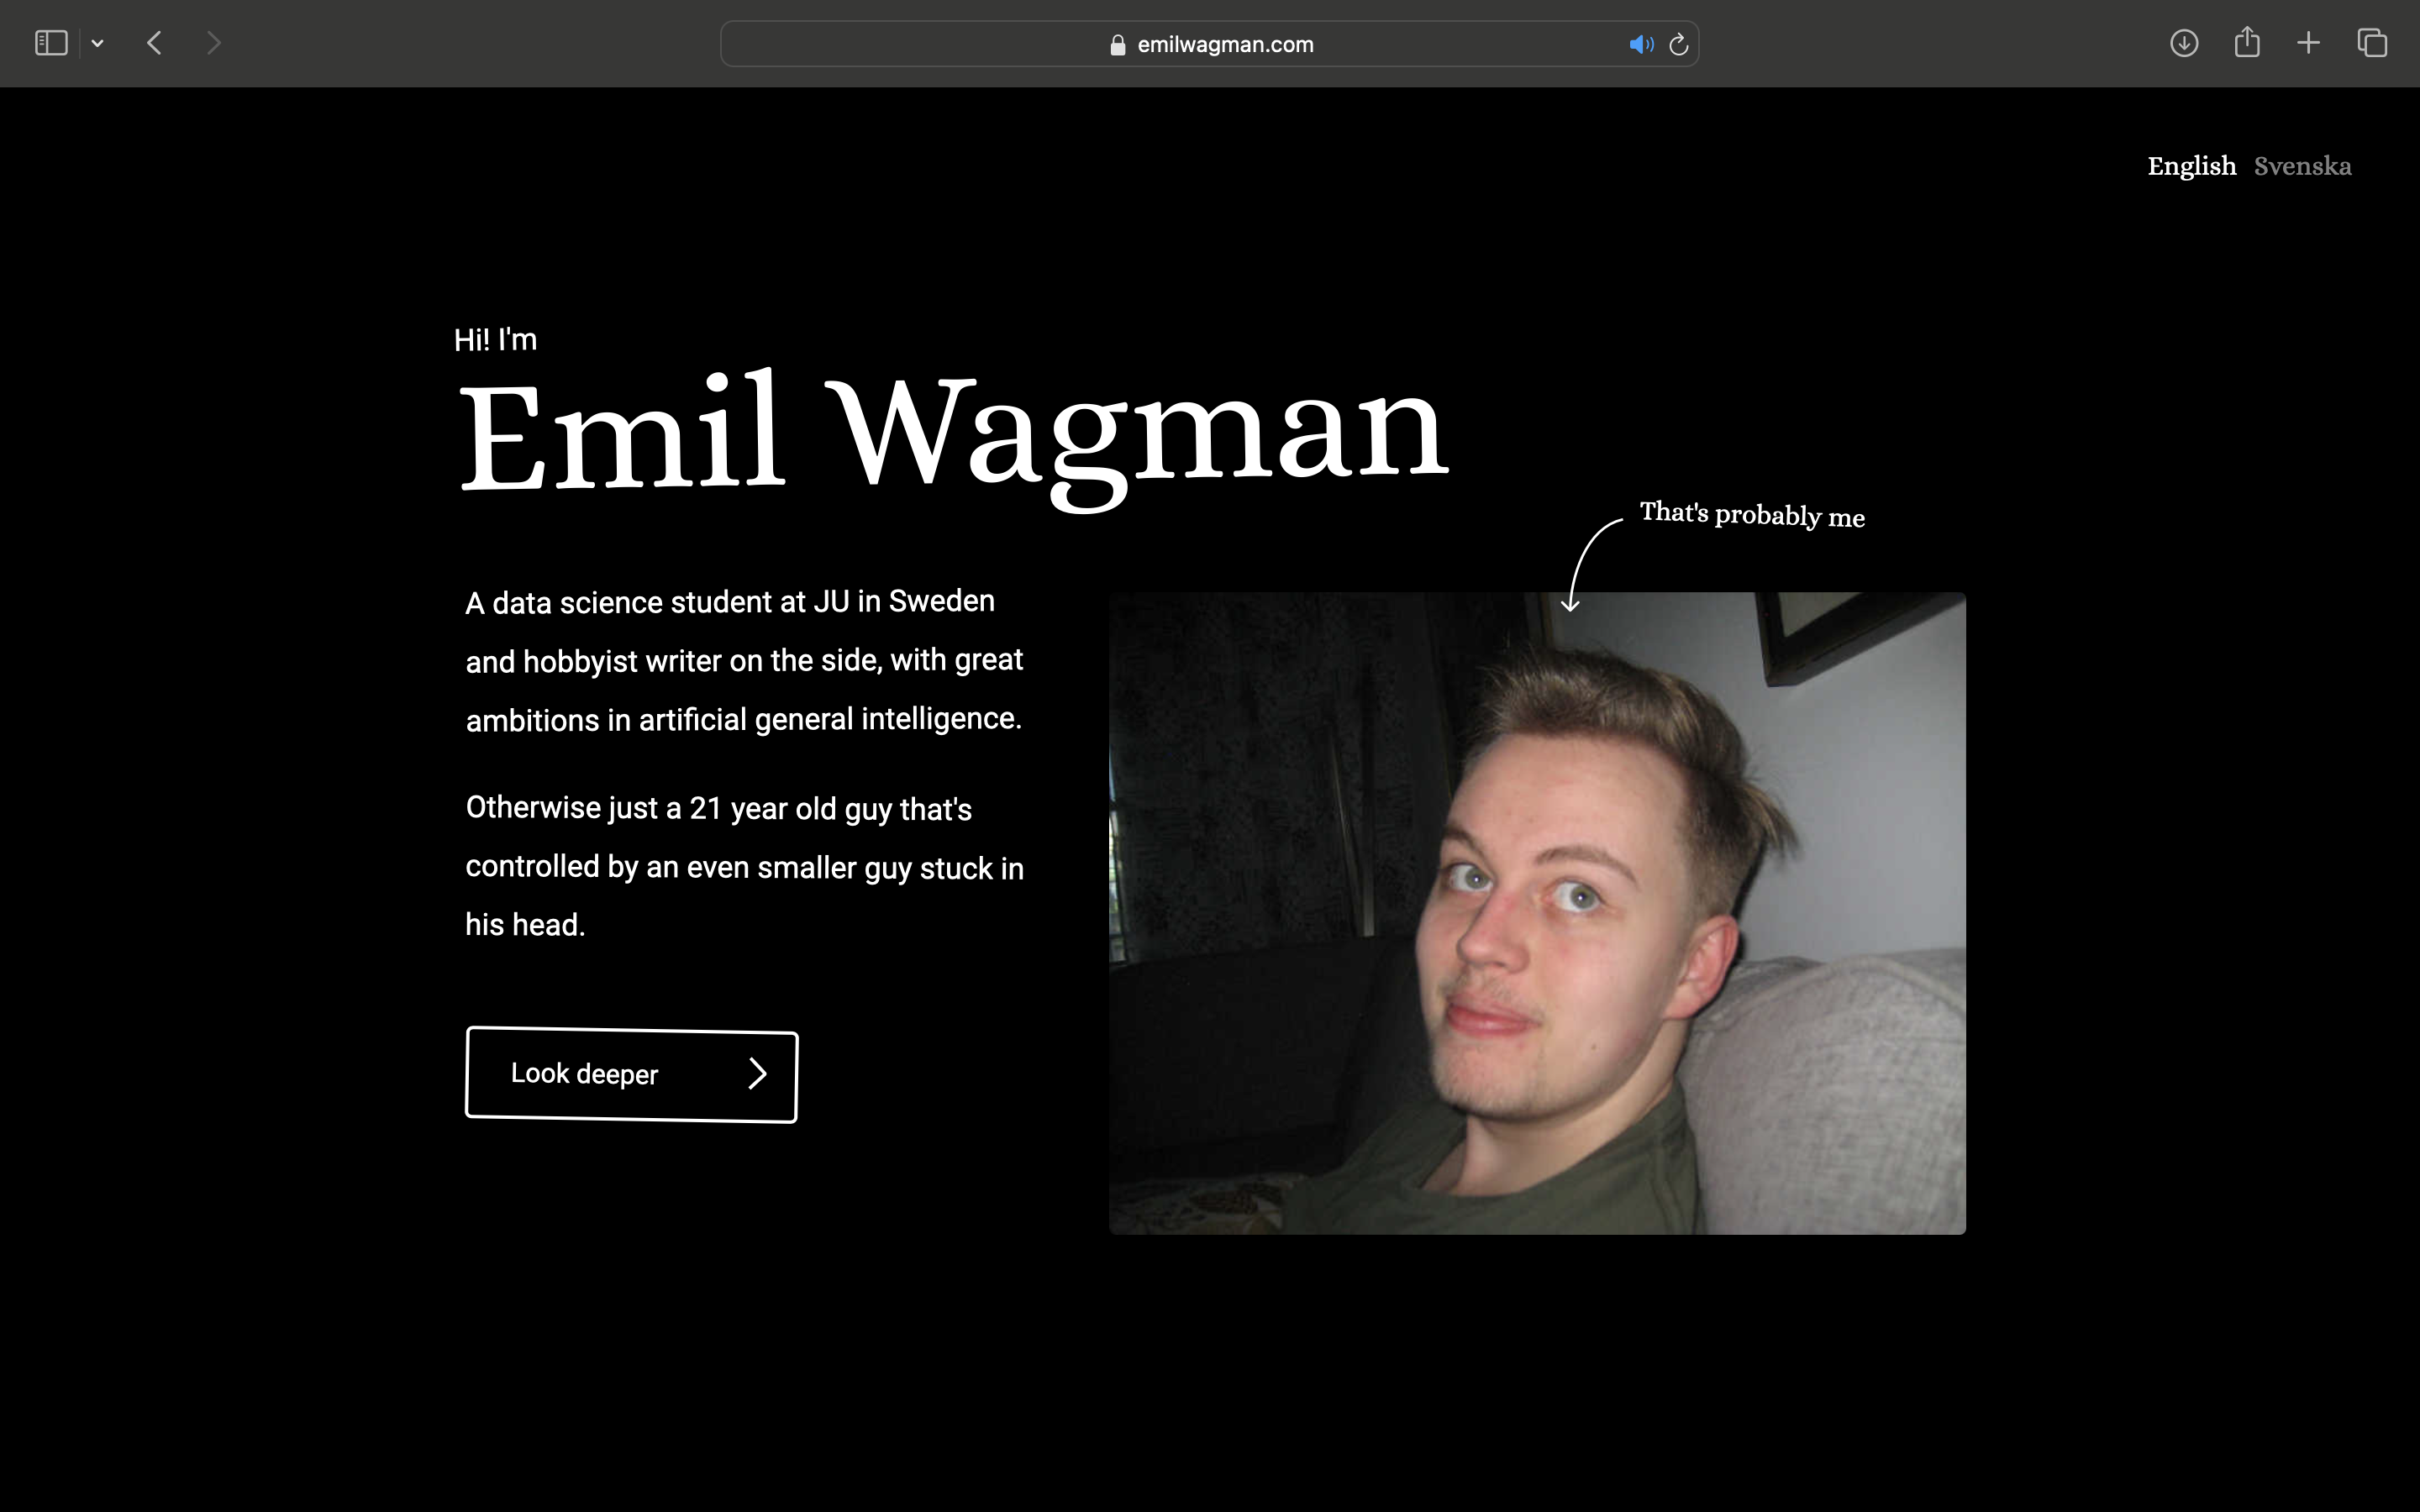 emilwagman.com
English Svenska
Hi! I'm
Emil Wagman
That's probably me
A data science student at JU in Sweden
and hobbyist writer on the side, with great
ambitions in artificial general intelligence.
Otherwise just a 21 year old guy that's
controlled by an even smaller guy stuck in
his head.
Look deeper